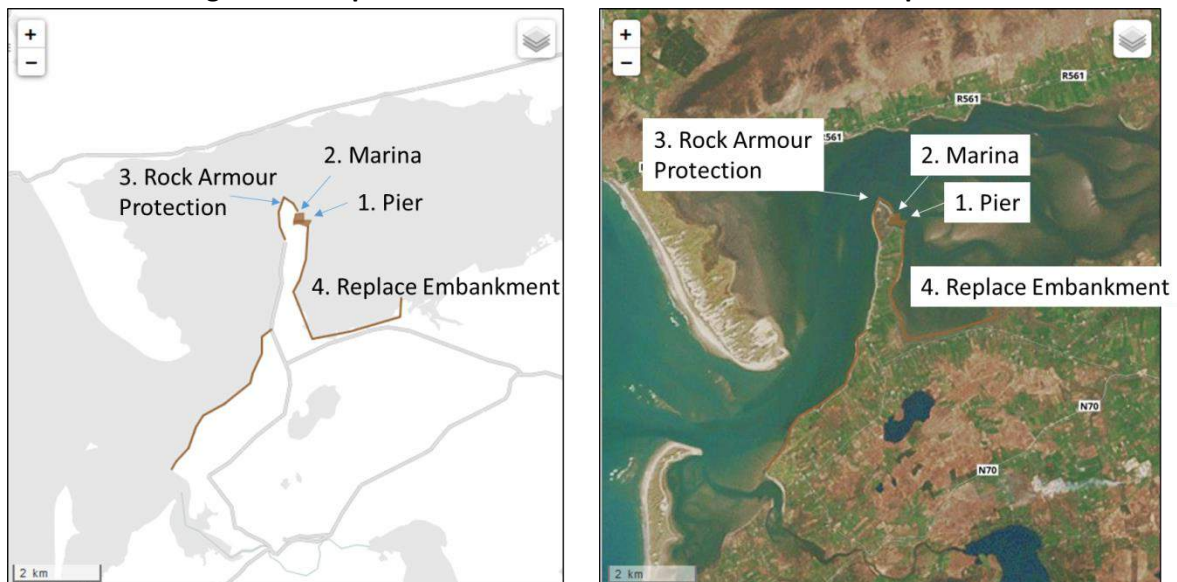 +
−
2. Marina
3. Rock Armour
Protection
1. Pier
4. Replace Embankment
2 km
+
−
R561
R561
R561
3. Rock Armour
Protection
2. Marina
1. Pier
4. Replace Embankment
N70
N70
2 km